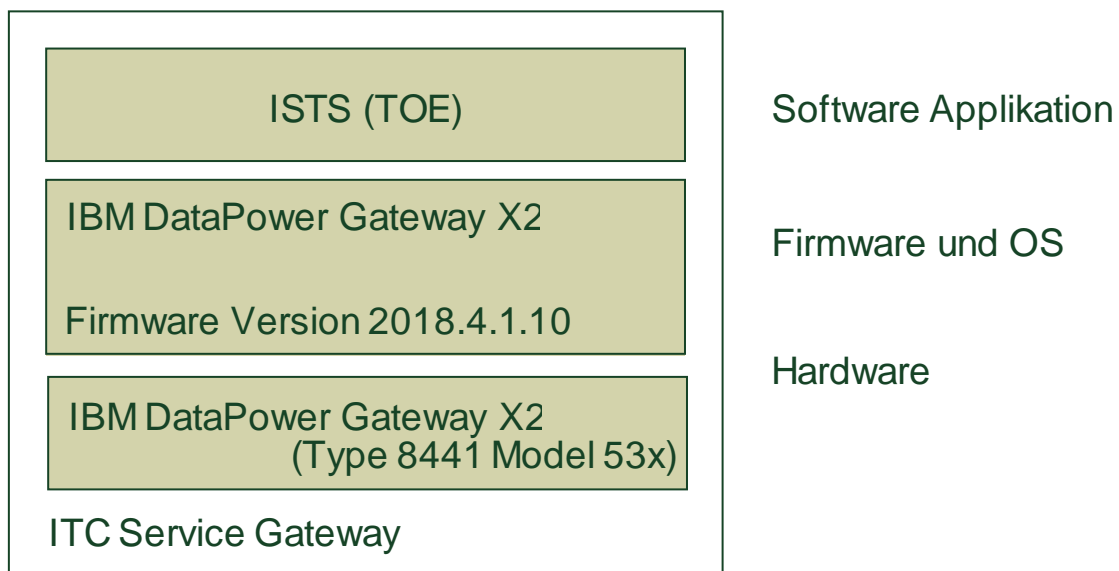 ISTS (TOE)
Software Applikation
IBM DataPower Gateway X2
Firmware und OS
Firmware Version 2018.4.1.10
Hardware
IBM DataPower Gateway X2
(Type 8441 Model 53x)
ITC Service Gateway